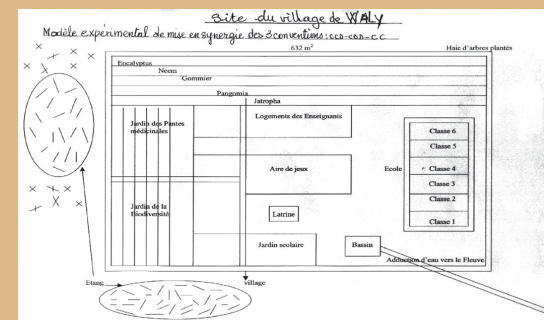 Site du village de WALY
Modèle expérimental de mise en synergie des 3 conventions: CCD-CBD-CC
632 m²
Haie d'arbres plantés
Eucalyptus
Neem
Gommier
Pangomia
Jatropha
Jardin des Pantes
médicinales
Logements des Enseignants
Aire de jeux
Ecole
Classe 6
Classe 5
Classe 4
Classe 3
Classe 2
Classe 1
Jardin de la
Biodiversité
Latrine
Jardin scolaire
Bassin
Adduction d'eau vers le Fleuve
Etang
village